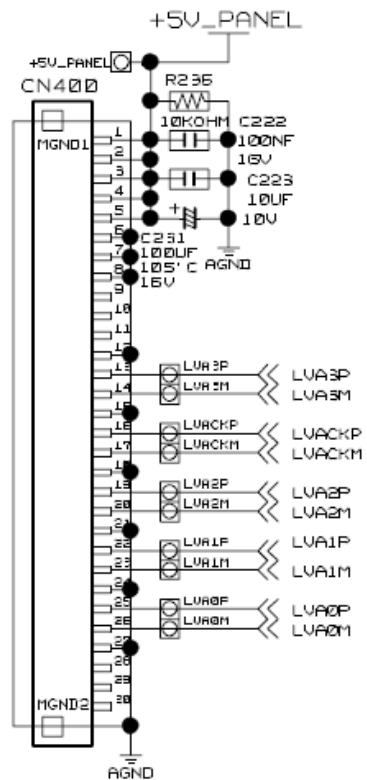 +5V_PANEL
+5V_PANEL
CN400
R236
10KOHM
C222
100NF
16V
C223
10UF
10V
AGND
MGND1
1
2
3
4
5
6
7
8
9
10
11
12
13
14
15
16
17
18
19
20
21
22
23
24
25
26
27
28
29
30
+
C231
100UF
105'C
16V
LVA3P
LVA3P
LVA3M
LVA3M
LVACKP
LVACKP
LVACKM
LVACKM
LVA2P
LVA2P
LVA2M
LVA2M
LVA1P
LVA1P
LVA1M
LVA1M
LVA0P
LVA0P
LVA0M
LVA0M
MGND2
AGND